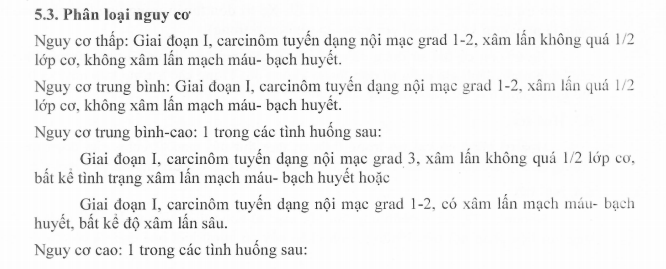 5.3. Phân loại nguy cơ
Nguy cơ thấp: Giai đoạn I, carcinôm tuyến dạng nội mạc grad 1-2, xâm lấn không quá 1/2
lớp cơ, không xâm lấn mạch máu- bạch huyết.
Nguy cơ trung bình: Giai đoạn I, carcinôm tuyến dạng nội mạc grad 1-2, xâm lấn quá 1/2
lớp cơ, không xâm lấn mạch máu- bạch huyết.
Nguy cơ trung bình-cao: 1 trong các tình huống sau:
Giai đoạn I, carcinôm tuyến dạng nội mạc grad 3, xâm lấn không quá 1/2 lớp cơ,
bất kể tình trạng xâm lấn mạch máu- bạch huyết hoặc
Giai đoạn I, carcinôm tuyến dạng nội mạc grad 1-2, có xâm lấn mạch máu- bạch
huyết, bất kể độ xâm lấn sâu.
Nguy cơ cao: 1 trong các tình huống sau: